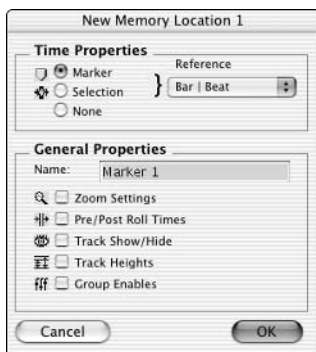 New Memory Location 1
Time Properties
Marker
Reference
Selection
Bar | Beat
None
General Properties
Name: Marker 1
Zoom Settings
Pre/Post Roll Times
Track Show/Hide
Track Heights
Group Enables
Cancel OK